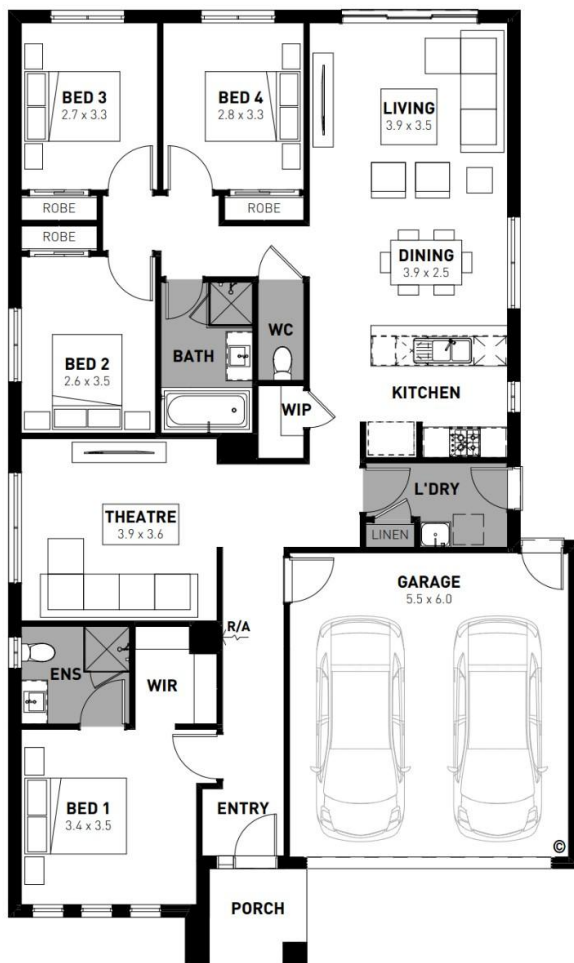 BED 3
2.7 x 3.3
BED 4
2.8 x 3.3
LIVING
3.9 x 3.5
ROBE
ROBE
ROBE
DINING
3.9 x 2.5
BED 2
2.6 x 3.5
BATH
WC
WIP
KITCHEN
THEATRE
3.9 x 3.6
L'DRY
LINEN
GARAGE
5.5 x 6.0
R/A
ENS
WIR
BED 1
3.4 x 3.5
ENTRY
PORCH
©